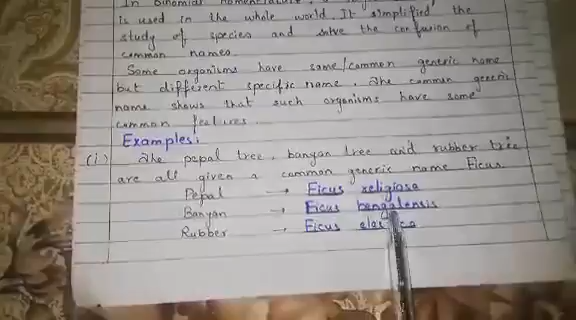 In Binomial nomenclature,
is used in the whole world. It simplified the
study of species and solve the confusion of
common names.
Some organisms have same/common generic name
but different specific name. The common generic
name shows that such organisms have some
common features.
Examples:
(i) The pepal tree, banyan tree and rubber tree
are all given a common generic name Ficus.
Pepal → Ficus religiosa
Banyan → Ficus bengalensis
Rubber → Ficus